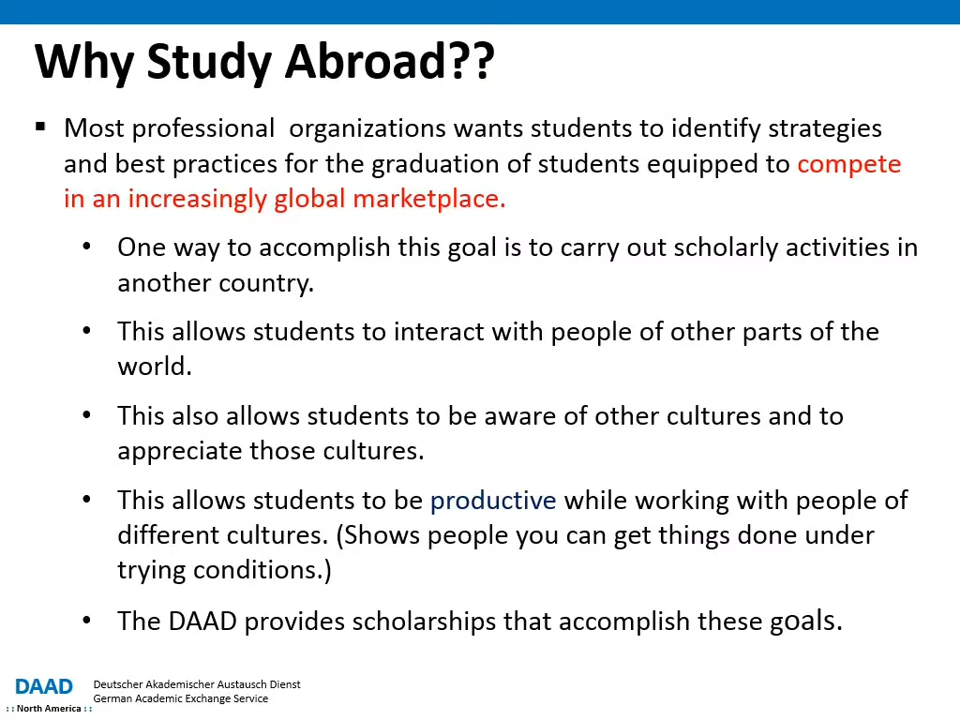 Why Study Abroad??
▪ Most professional  organizations wants students to identify strategies
and best practices for the graduation of students equipped to compete
in an increasingly global marketplace.
• One way to accomplish this goal is to carry out scholarly activities in
another country.
• This allows students to interact with people of other parts of the
world.
• This also allows students to be aware of other cultures and to
appreciate those cultures.
• This allows students to be productive while working with people of
different cultures. (Shows people you can get things done under
trying conditions.)
• The DAAD provides scholarships that accomplish these goals.
DAAD
:: North America ::
Deutscher Akademischer Austausch Dienst
German Academic Exchange Service